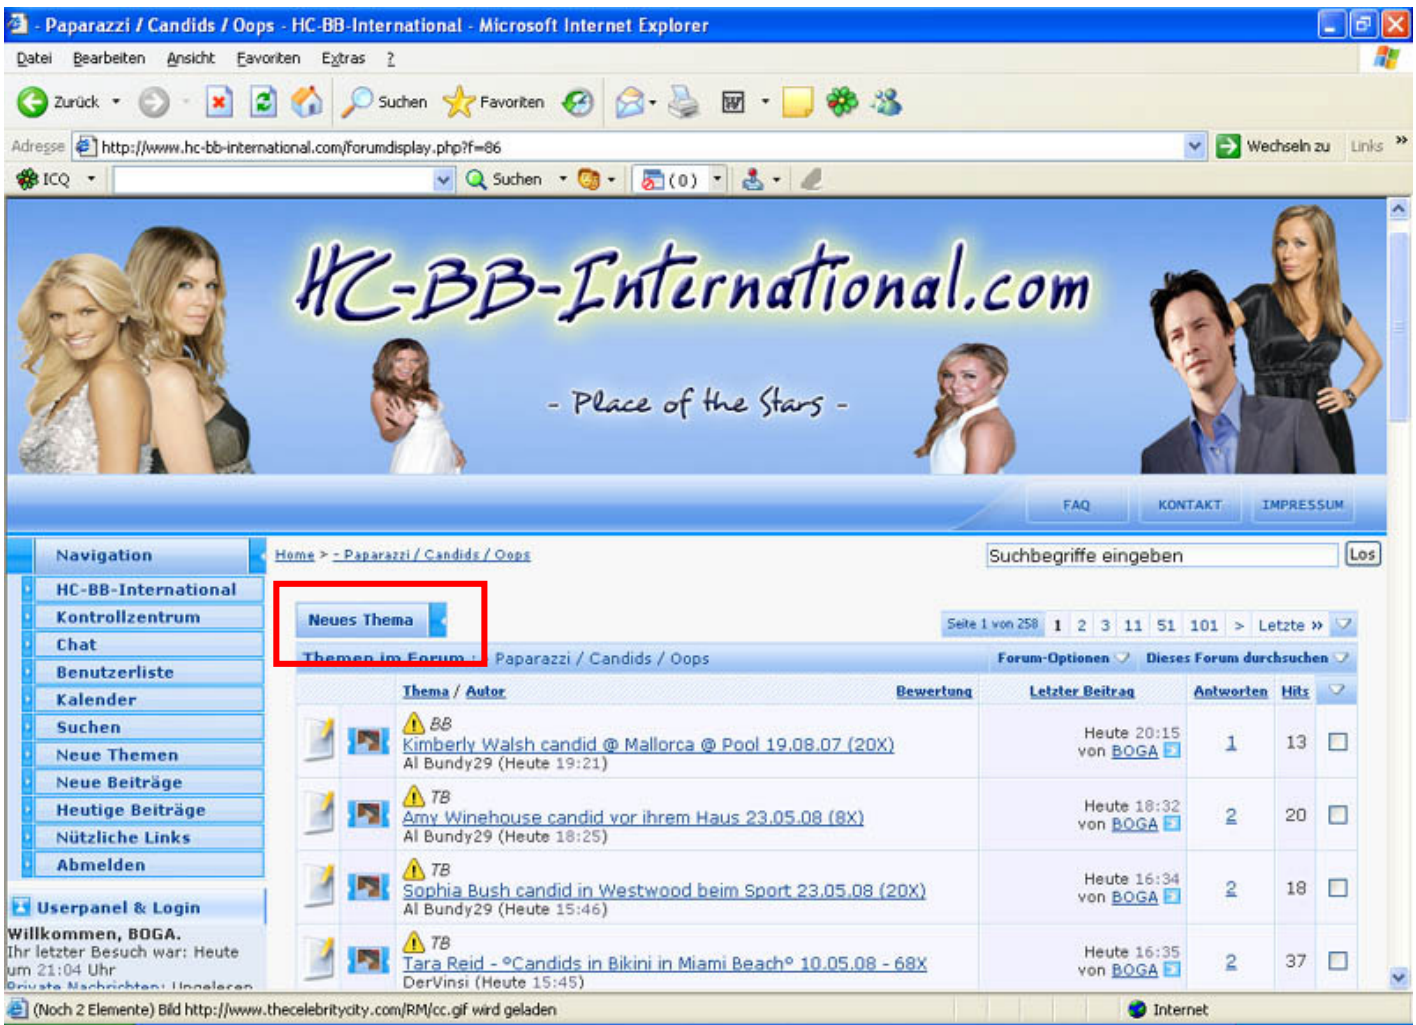 - Paparazzi / Candids / Oops - HC-BB-International - Microsoft Internet Explorer
Datei Bearbeiten Ansicht Favoriten Extras ?
Zurück Suchen Favoriten
Adresse http://www.hc-bb-international.com/forumdisplay.php?f=86 Wechseln zu Links »
ICQ Suchen (0)
HC-BB-International.com
- Place of the Stars -
FAQ KONTAKT IMPRESSUM
Navigation
HC-BB-International
Kontrollzentrum
Chat
Benutzerliste
Kalender
Suchen
Neue Themen
Neue Beiträge
Heutige Beiträge
Nützliche Links
Abmelden
Userpanel & Login
Willkommen, BOGA.
Ihr letzter Besuch war: Heute
um 21:04 Uhr
Private Nachrichten: Ungelesen
Home > - Paparazzi / Candids / Oops
Suchbegriffe eingeben Los
Neues Thema
Seite 1 von 258 1 2 3 11 51 101 > Letzte »
Themen im Forum : - Paparazzi / Candids / Oops Forum-Optionen Dieses Forum durchsuchen
Thema / Autor Bewertung Letzter Beitrag Antworten Hits
BB
Kimberly Walsh candid @ Mallorca @ Pool 19.08.07 (20X)
Al Bundy29 (Heute 19:21)
Heute 20:15
von BOGA
1 13
TB
Amy Winehouse candid vor ihrem Haus 23.05.08 (8X)
Al Bundy29 (Heute 18:25)
Heute 18:32
von BOGA
2 20
TB
Sophia Bush candid in Westwood beim Sport 23.05.08 (20X)
Al Bundy29 (Heute 15:46)
Heute 16:34
von BOGA
2 18
TB
Tara Reid - °Candids in Bikini in Miami Beach° 10.05.08 - 68X
DerVinsi (Heute 15:45)
Heute 16:35
von BOGA
2 37
(Noch 2 Elemente) Bild http://www.thecelebritycity.com/RM/cc.gif wird geladen Internet